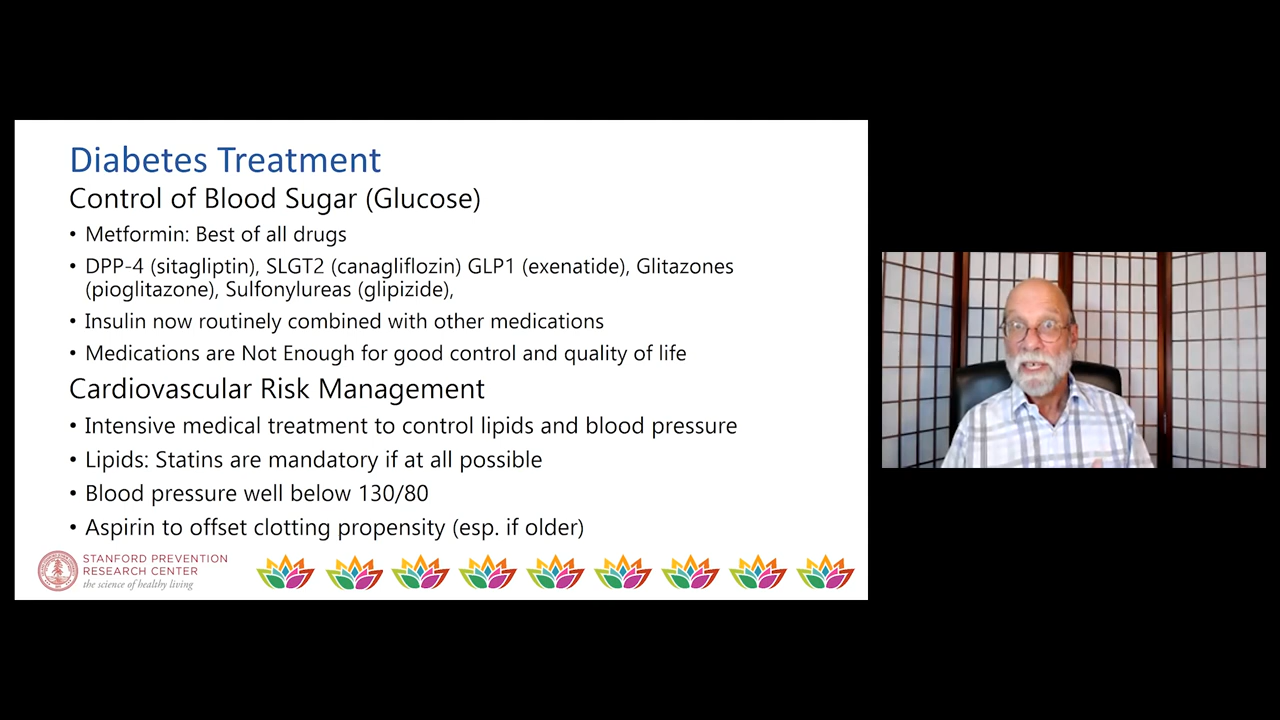 Diabetes Treatment
Control of Blood Sugar (Glucose)
• Metformin: Best of all drugs
• DPP-4 (sitagliptin), SLGT2 (canagliflozin) GLP1 (exenatide), Glitazones
(pioglitazone), Sulfonylureas (glipizide),
• Insulin now routinely combined with other medications
• Medications are Not Enough for good control and quality of life
Cardiovascular Risk Management
• Intensive medical treatment to control lipids and blood pressure
• Lipids: Statins are mandatory if at all possible
• Blood pressure well below 130/80
• Aspirin to offset clotting propensity (esp. if older)
STANFORD PREVENTION
RESEARCH CENTER
the science of healthy living